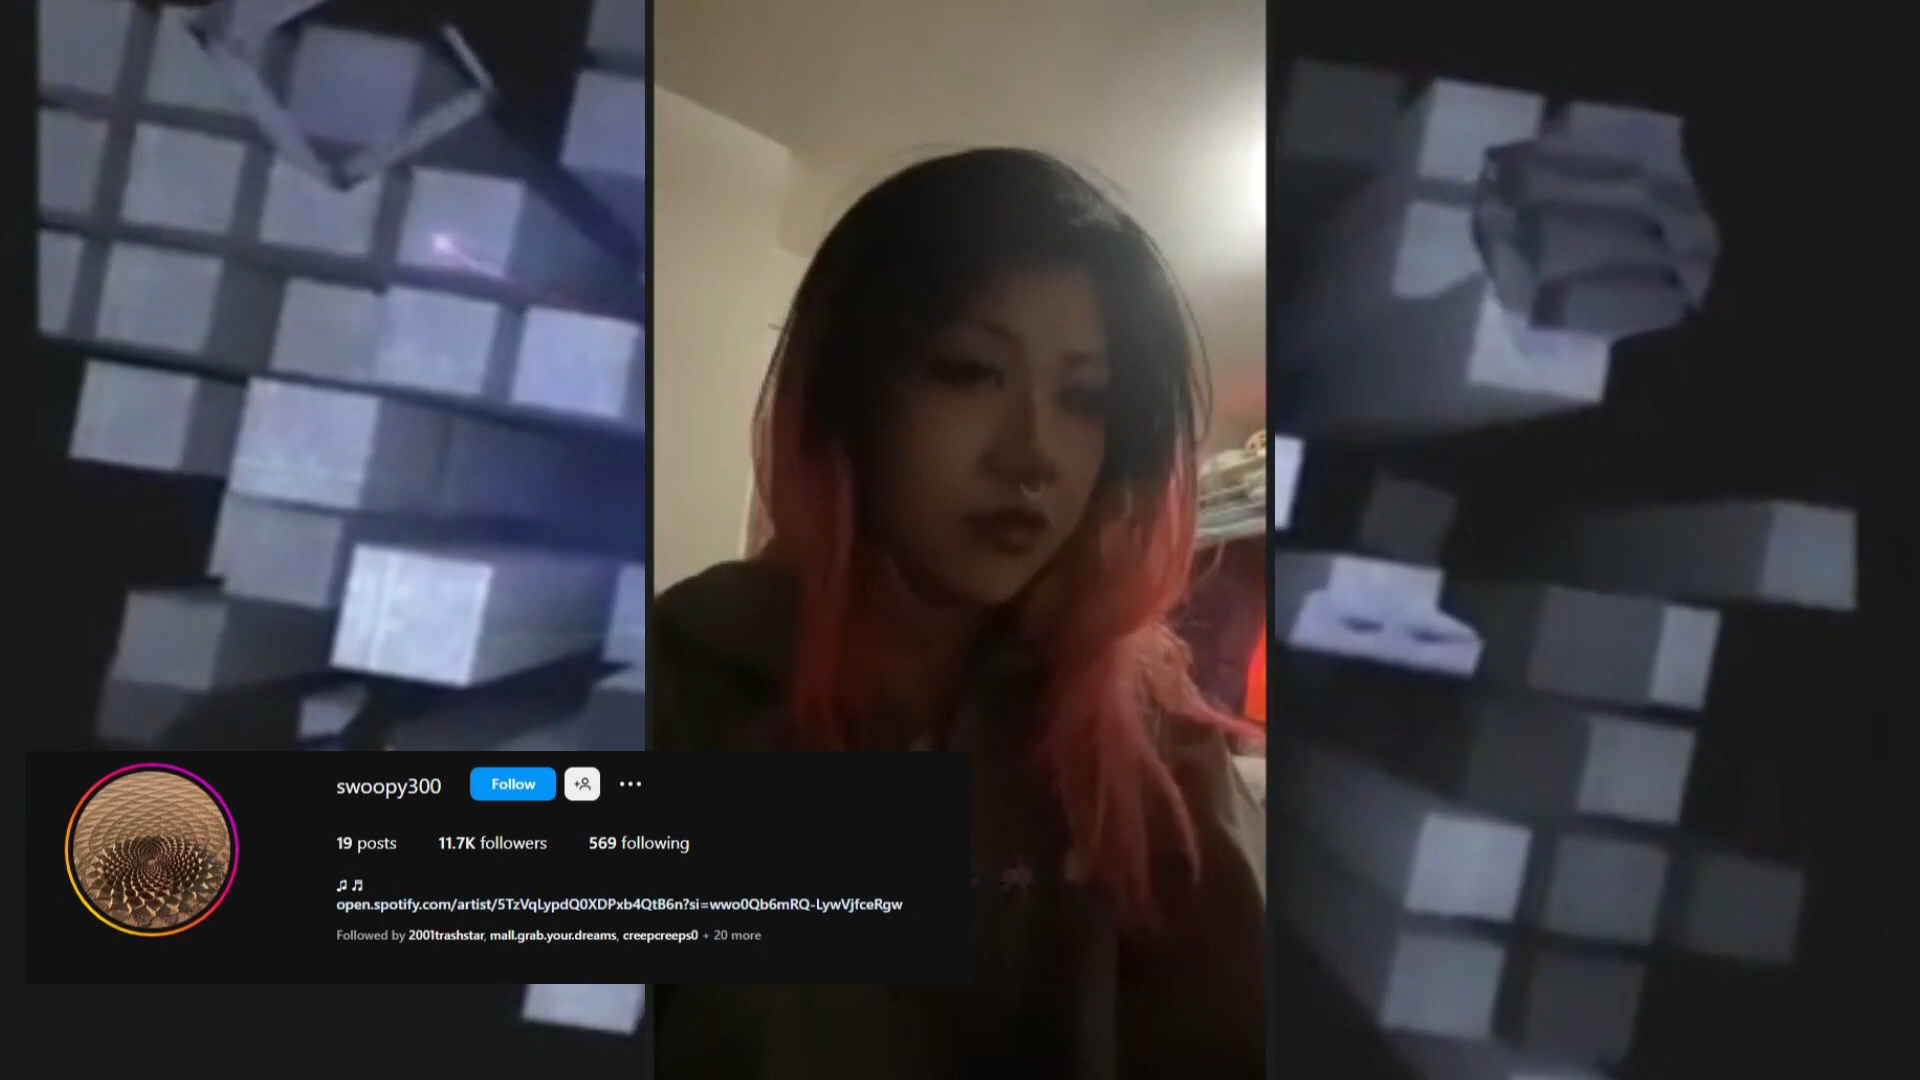 swoopy300 Follow
19 posts 11.7K followers 569 following
♫ ♬
open.spotify.com/artist/5TzVqLypdQ0XDPxb4QtB6n?si=wwo0Qb6mRQ-LywVjfceRgw
Followed by 2001trashstar, mall.grab.your.dreams, creepcreeps0 + 20 more